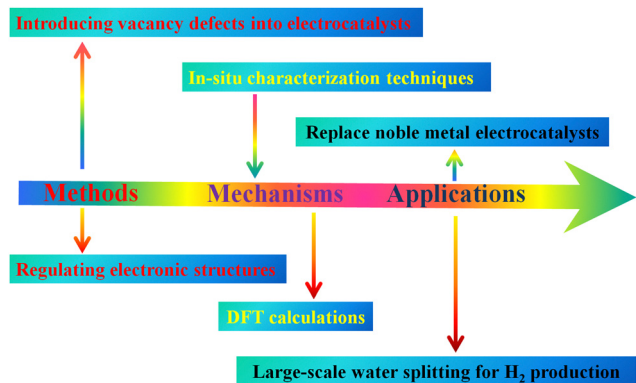 Introducing vacancy defects into electrocatalysts
In-situ characterization techniques
Replace noble metal electrocatalysts
Methods Mechanisms Applications
Regulating electronic structures
DFT calculations
Large-scale water splitting for H₂ production